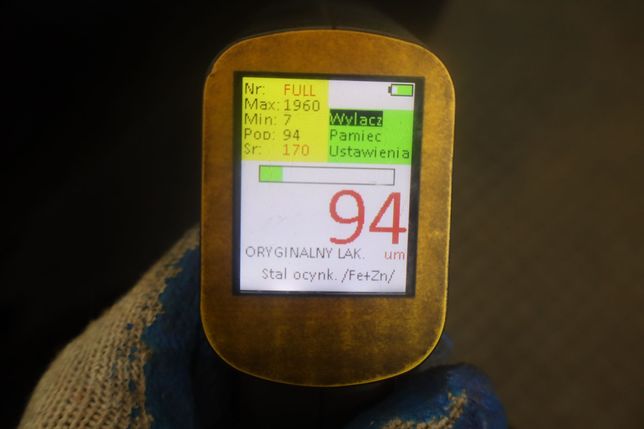 Nr: FULL
Max: 1960
Min: 7
Pop: 94
Sr: 170
Wylacz
Pamiec
Ustawienia
94
um
ORYGINALNY LAK.
Stal ocynk. /Fe+Zn/